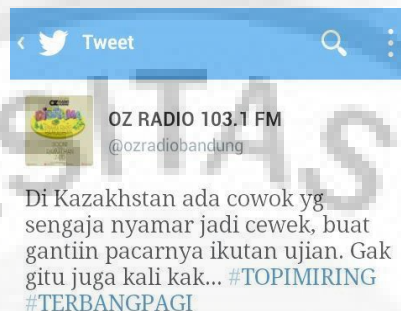 Tweet
OZ RADIO 103.1 FM
@ozradiobandung
SITAS
Di Kazakhstan ada cowok yg
sengaja nyamar jadi cewek, buat
gantiin pacarnya ikutan ujian. Gak
gitu juga kali kak... #TOPIMIRING
#TERBANGPAGI